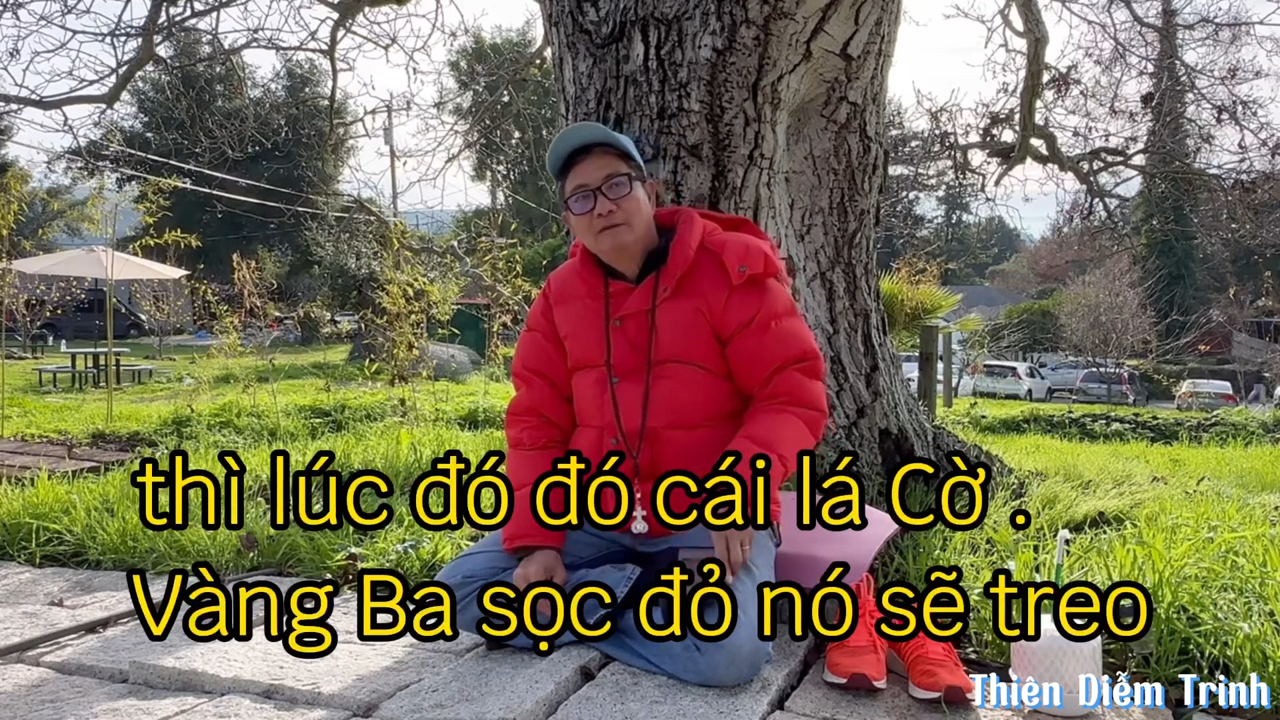 thì lúc đó đó cái lá Cờ .
Vàng Ba sọc đỏ nó sẽ treo
Thiên Diễm Trinh